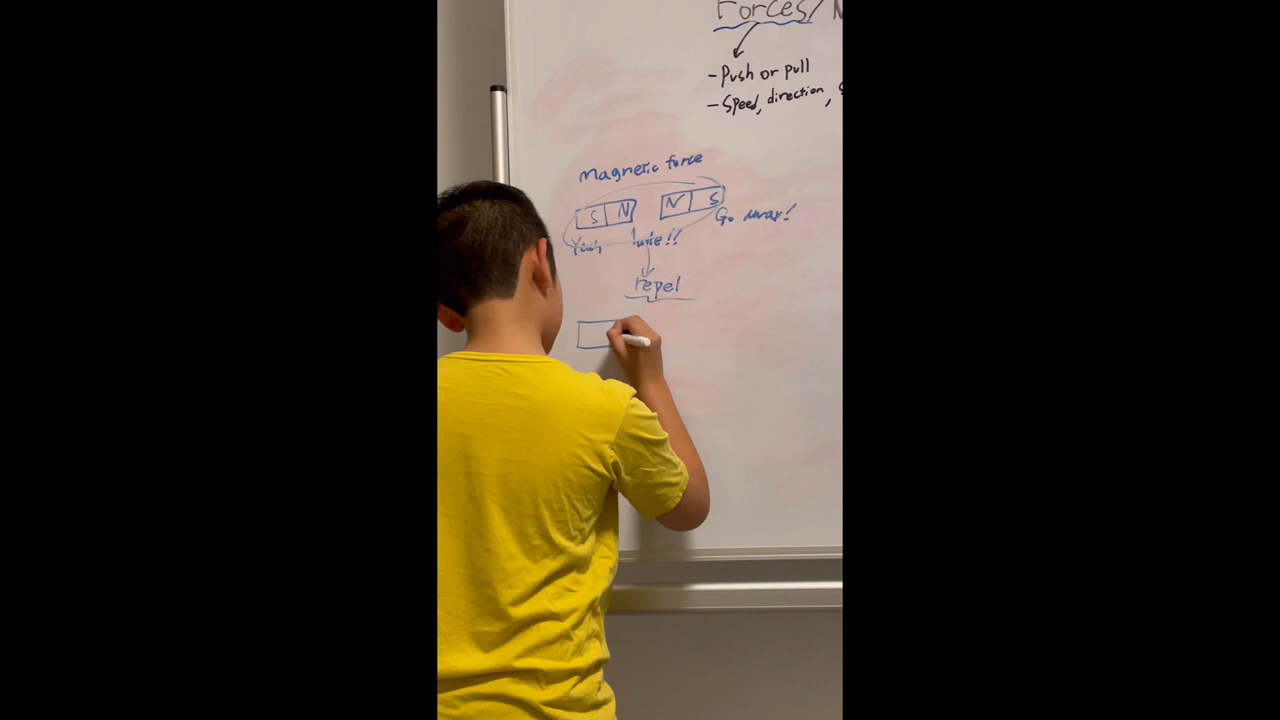 Forces/
- Push or pull
- Speed, direction,
Magnetic force
S N N S
Go away!
repel